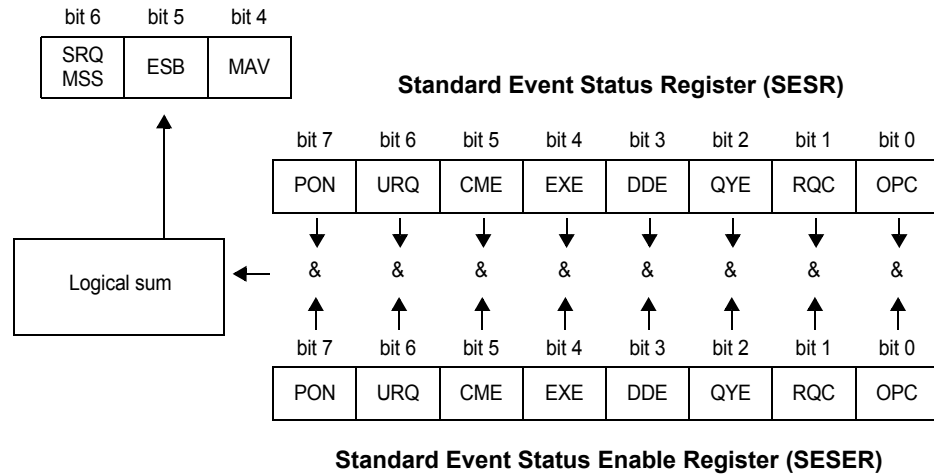 bit 6 bit 5 bit 4
SRQ
MSS ESB MAV
Standard Event Status Register (SESR)
bit 7 bit 6 bit 5 bit 4 bit 3 bit 2 bit 1 bit 0
PON URQ CME EXE DDE QYE RQC OPC
Logical sum & & & & & & & &
bit 7 bit 6 bit 5 bit 4 bit 3 bit 2 bit 1 bit 0
PON URQ CME EXE DDE QYE RQC OPC
Standard Event Status Enable Register (SESER)